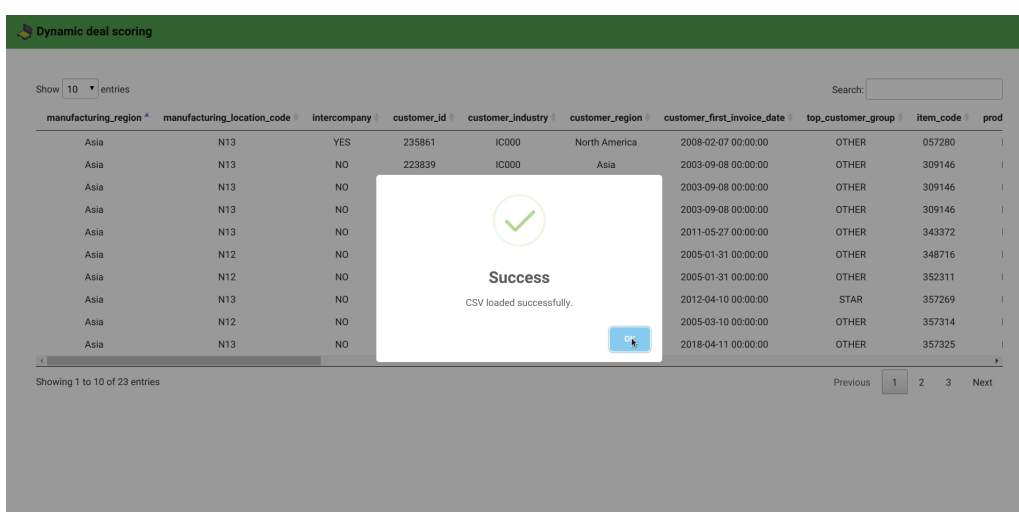 Dynamic deal scoring
Show 10 entries Search:
manufacturing_region manufacturing_location_code intercompany customer_id customer_industry customer_region customer_first_invoice_date top_customer_group item_code prod
Asia N13 YES 235861 IC000 North America 2008-02-07 00:00:00 OTHER 057280
Asia N13 NO 223839 IC000 Asia 2003-09-08 00:00:00 OTHER 309146
Asia N13 NO 2003-09-08 00:00:00 OTHER 309146
Asia N13 NO 2003-09-08 00:00:00 OTHER 309146
Asia N13 NO 2011-05-27 00:00:00 OTHER 343372
Asia N12 NO 2005-01-31 00:00:00 OTHER 348716
Asia N12 NO 2005-01-31 00:00:00 OTHER 352311
Asia N13 NO 2012-04-10 00:00:00 STAR 357269
Asia N12 NO 2005-03-10 00:00:00 OTHER 357314
Asia N13 NO 2018-04-11 00:00:00 OTHER 357325
Success
CSV loaded successfully.
OK
Showing 1 to 10 of 23 entries Previous 1 2 3 Next